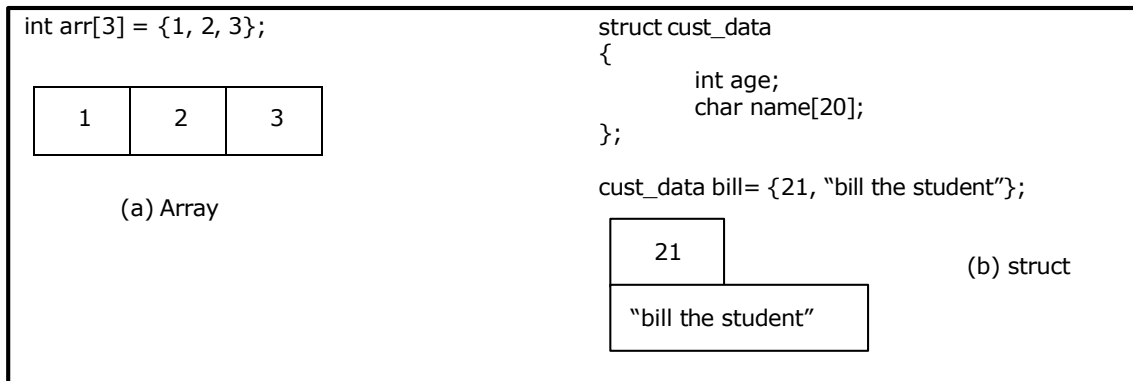 int arr[3] = {1, 2, 3};
1 2 3
(a) Array
struct cust_data
{
int age;
char name[20];
};
cust_data bill= {21, “bill the student”};
21
(b) struct
“bill the student”